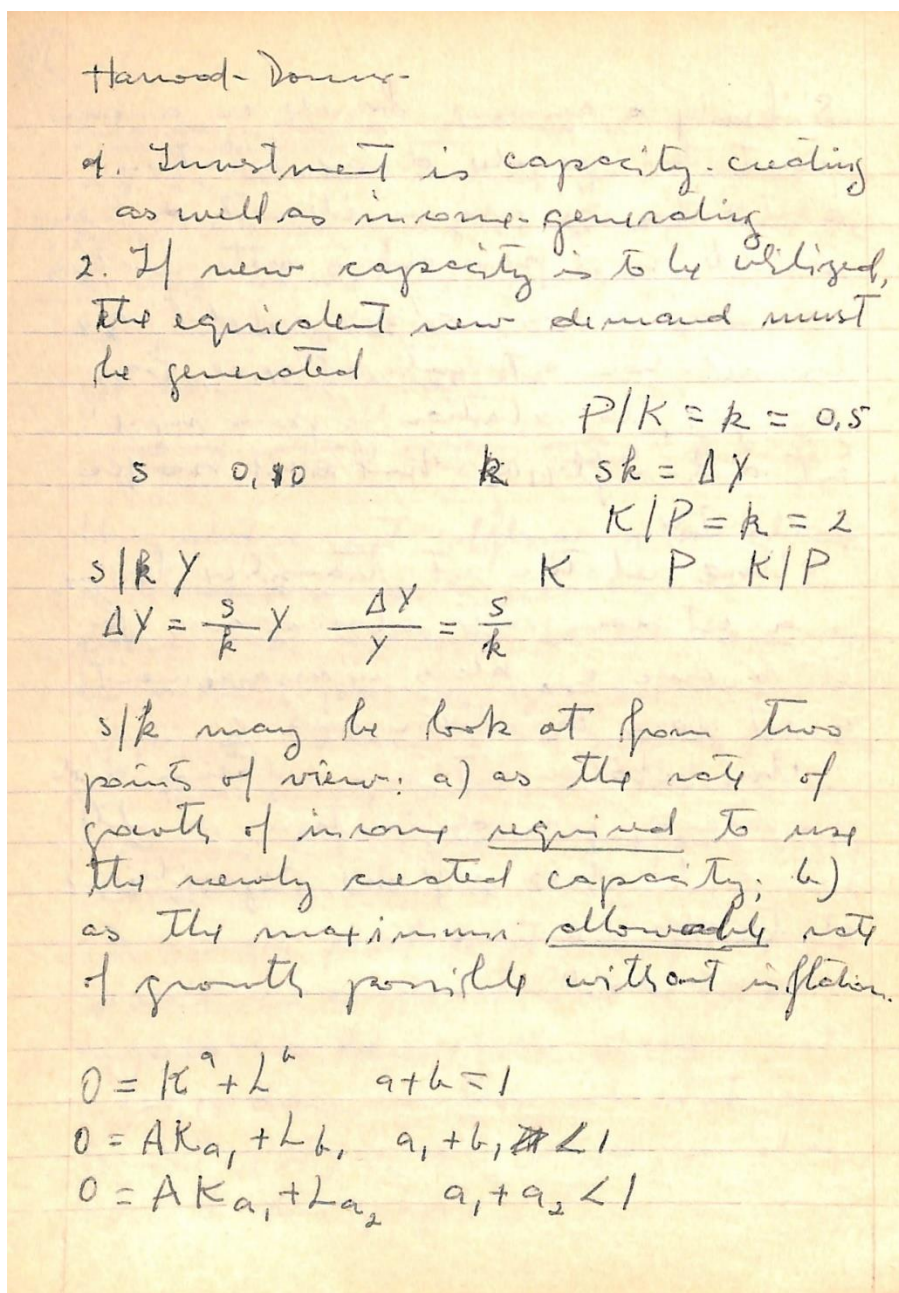 Harrod-Domar
1. Investment is capacity-creating
as well as income-generating
2. If new capacity is to be utilized,
the equivalent new demand must
be generated
P/K = k = 0,5
s 0,10 k sk = ΔY
K/P = k = 2
s/k Y K P K/P
ΔY = s/k Y ΔY/Y = s/k
s/k may be look at from two
points of view: a) as the rate of
growth of income required to use
the newly created capacity; b)
as the maximum allowable rate
of growth possible without inflation.
O = K^a + L^b a+b = 1
O = AKa₁ + Lb₁ a₁ + b₁ < 1
O = AKa₁ + La₂ a₁ + a₂ < 1